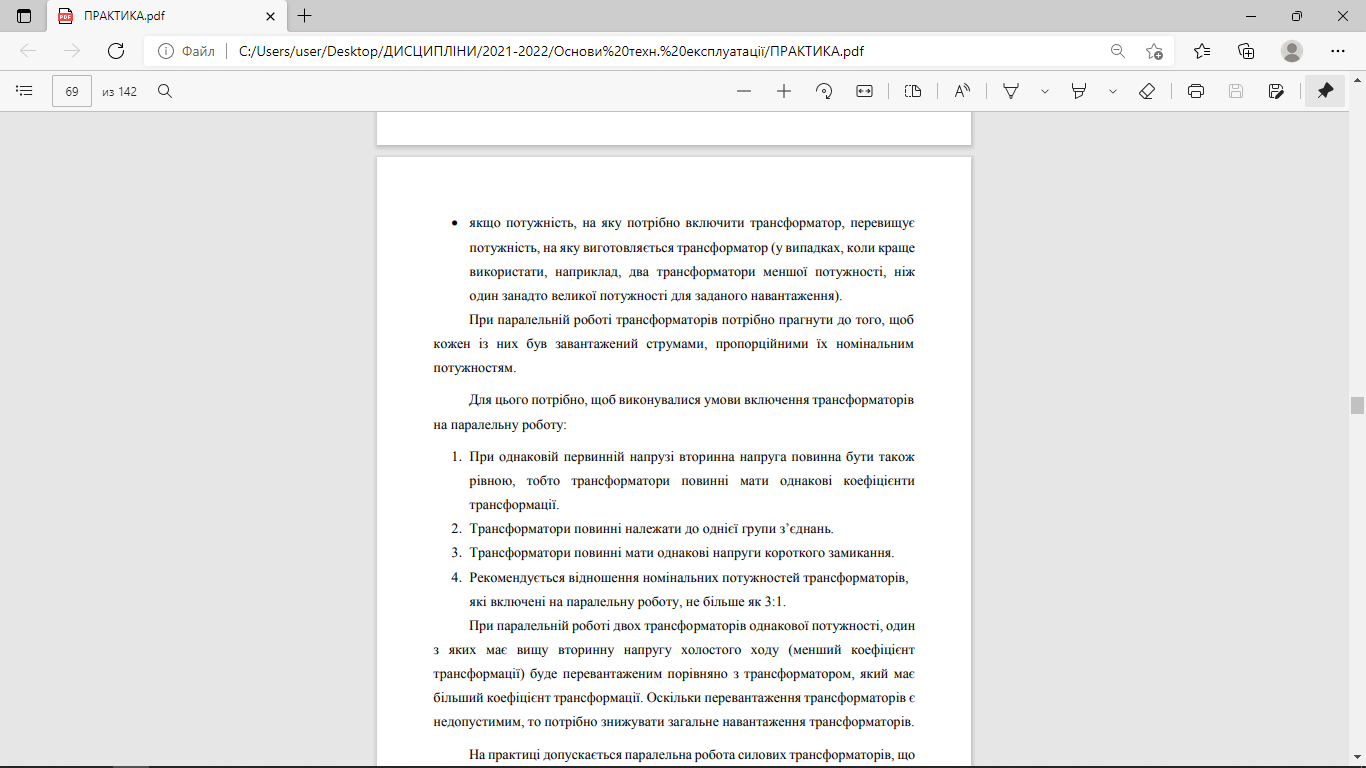 ПРАКТИКА.pdf
Файл
C:/Users/user/Desktop/ДИСЦИПЛІНИ/2021-2022/Основи%20техн.%20експлуатації/ПРАКТИКА.pdf
69 из 142
• якщо потужність, на яку потрібно включити трансформатор, перевищує
потужність, на яку виготовляється трансформатор (у випадках, коли краще
використати, наприклад, два трансформатори меншої потужності, ніж
один занадто великої потужності для заданого навантаження).
При паралельній роботі трансформаторів потрібно прагнути до того, щоб
кожен із них був завантажений струмами, пропорційними їх номінальним
потужностям.
Для цього потрібно, щоб виконувалися умови включення трансформаторів
на паралельну роботу:
1. При однаковій первинній напрузі вторинна напруга повинна бути також
рівною, тобто трансформатори повинні мати однакові коефіцієнти
трансформації.
2. Трансформатори повинні належати до однієї групи з’єднань.
3. Трансформатори повинні мати однакові напруги короткого замикання.
4. Рекомендується відношення номінальних потужностей трансформаторів,
які включені на паралельну роботу, не більше як 3:1.
При паралельній роботі двох трансформаторів однакової потужності, один
з яких має вищу вторинну напругу холостого ходу (менший коефіцієнт
трансформації) буде перевантаженим порівняно з трансформатором, який має
більший коефіцієнт трансформації. Оскільки перевантаження трансформаторів є
недопустимим, то потрібно знижувати загальне навантаження трансформаторів.
На практиці допускається паралельна робота силових трансформаторів, що